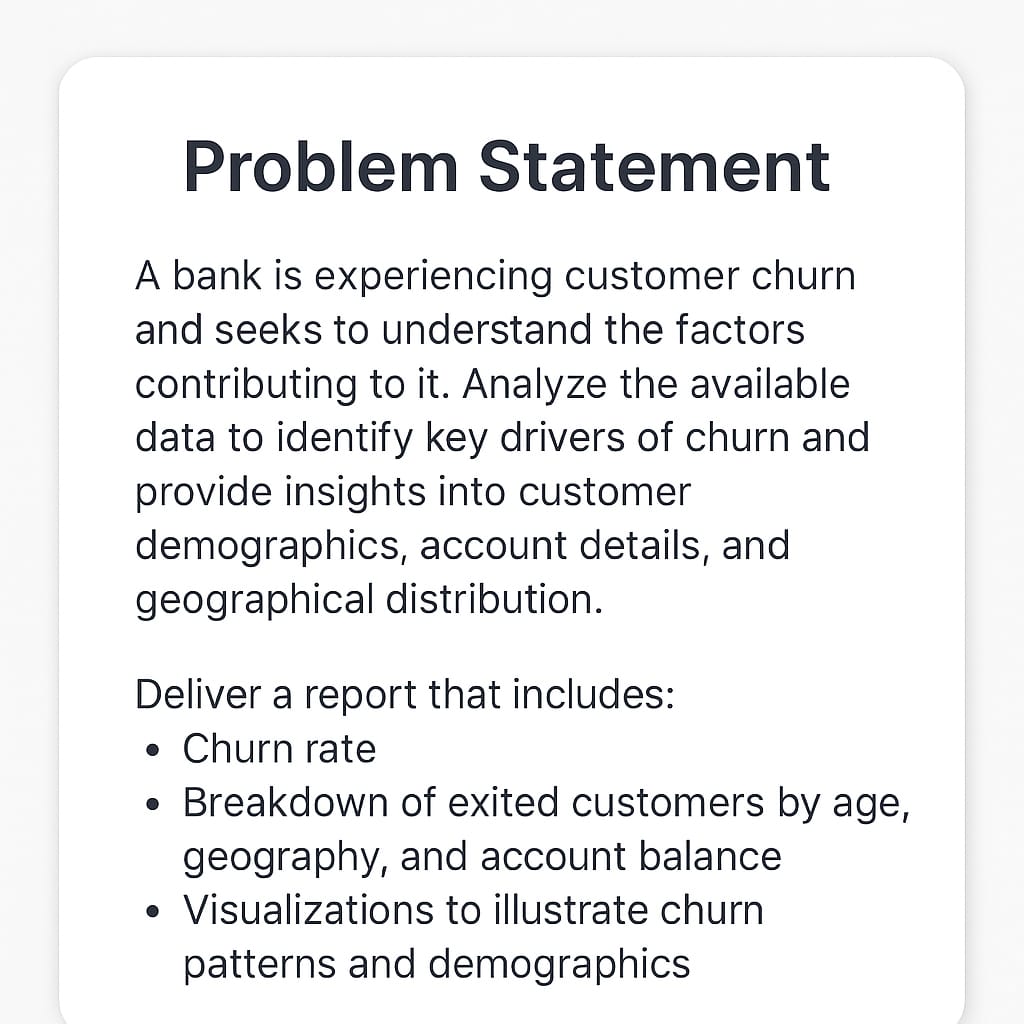 Problem Statement
A bank is experiencing customer churn
and seeks to understand the factors
contributing to it. Analyze the available
data to identify key drivers of churn and
provide insights into customer
demographics, account details, and
geographical distribution.
Deliver a report that includes:
• Churn rate
• Breakdown of exited customers by age,
geography, and account balance
• Visualizations to illustrate churn
patterns and demographics